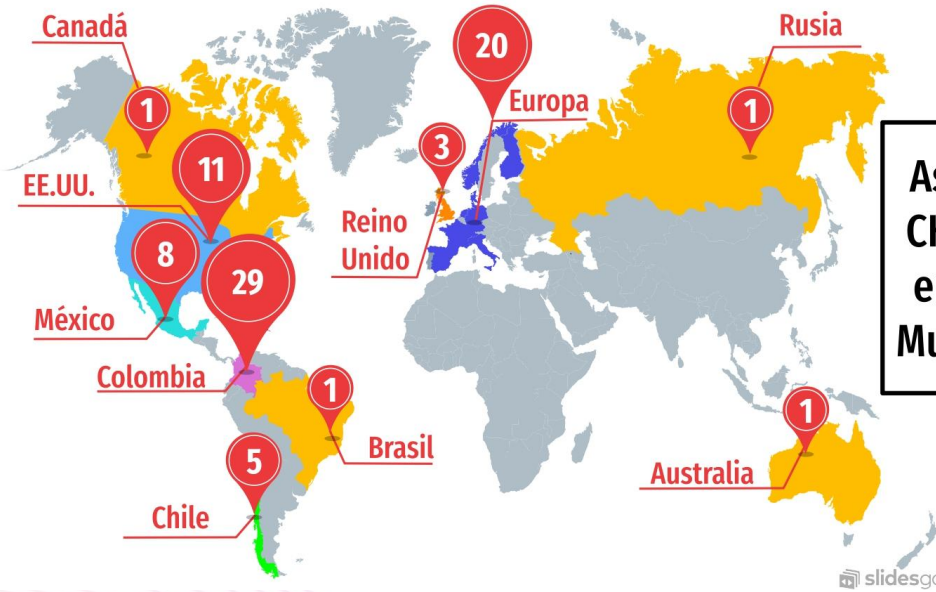 Canadá
1
EE.UU.
11
8
México
29
Colombia
1
Brasil
5
Chile
20
Europa
3
Reino
Unido
Rusia
1
1
Australia
slidesgo